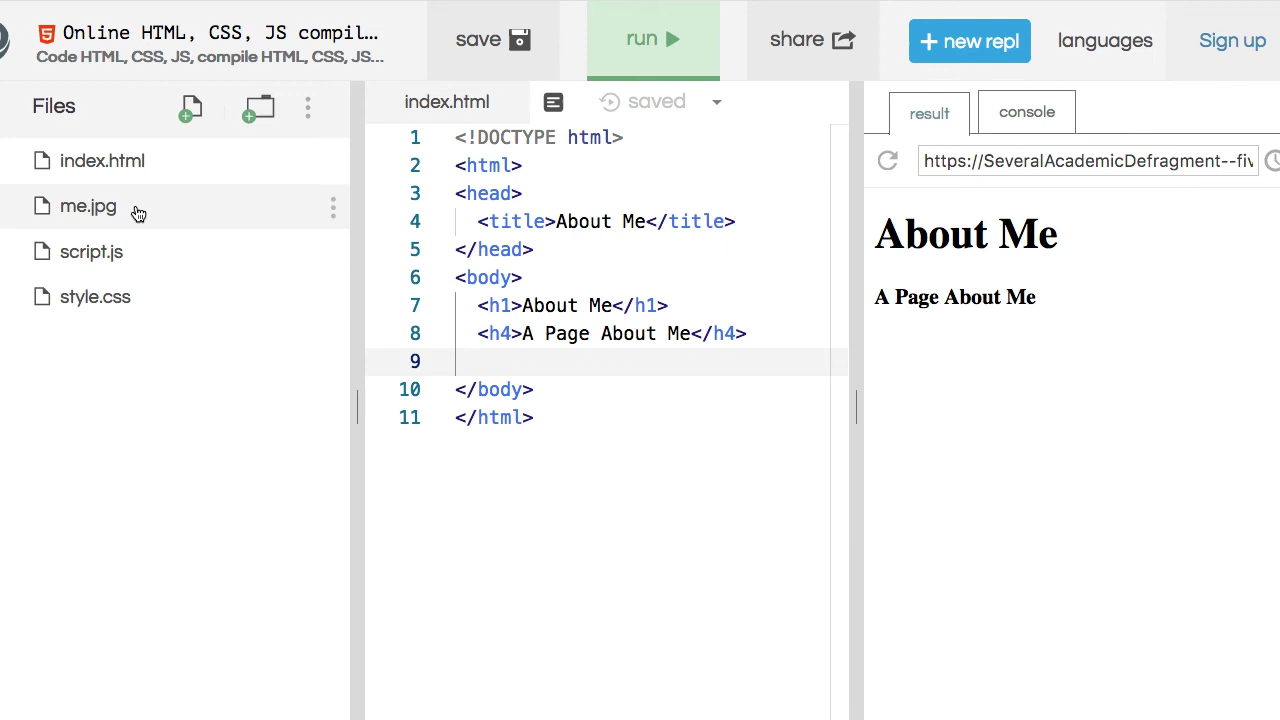 Online HTML, CSS, JS compil...
Code HTML, CSS, JS, compile HTML, CSS, JS...
save
run
share
+ new repl
languages
Sign up
Files
index.html
me.jpg
script.js
style.css
index.html
saved
1 <!DOCTYPE html>
2 <html>
3 <head>
4 <title>About Me</title>
5 </head>
6 <body>
7 <h1>About Me</h1>
8 <h4>A Page About Me</h4>
9
10 </body>
11 </html>
result
console
https://SeveralAcademicDefragment--fiv
About Me
A Page About Me